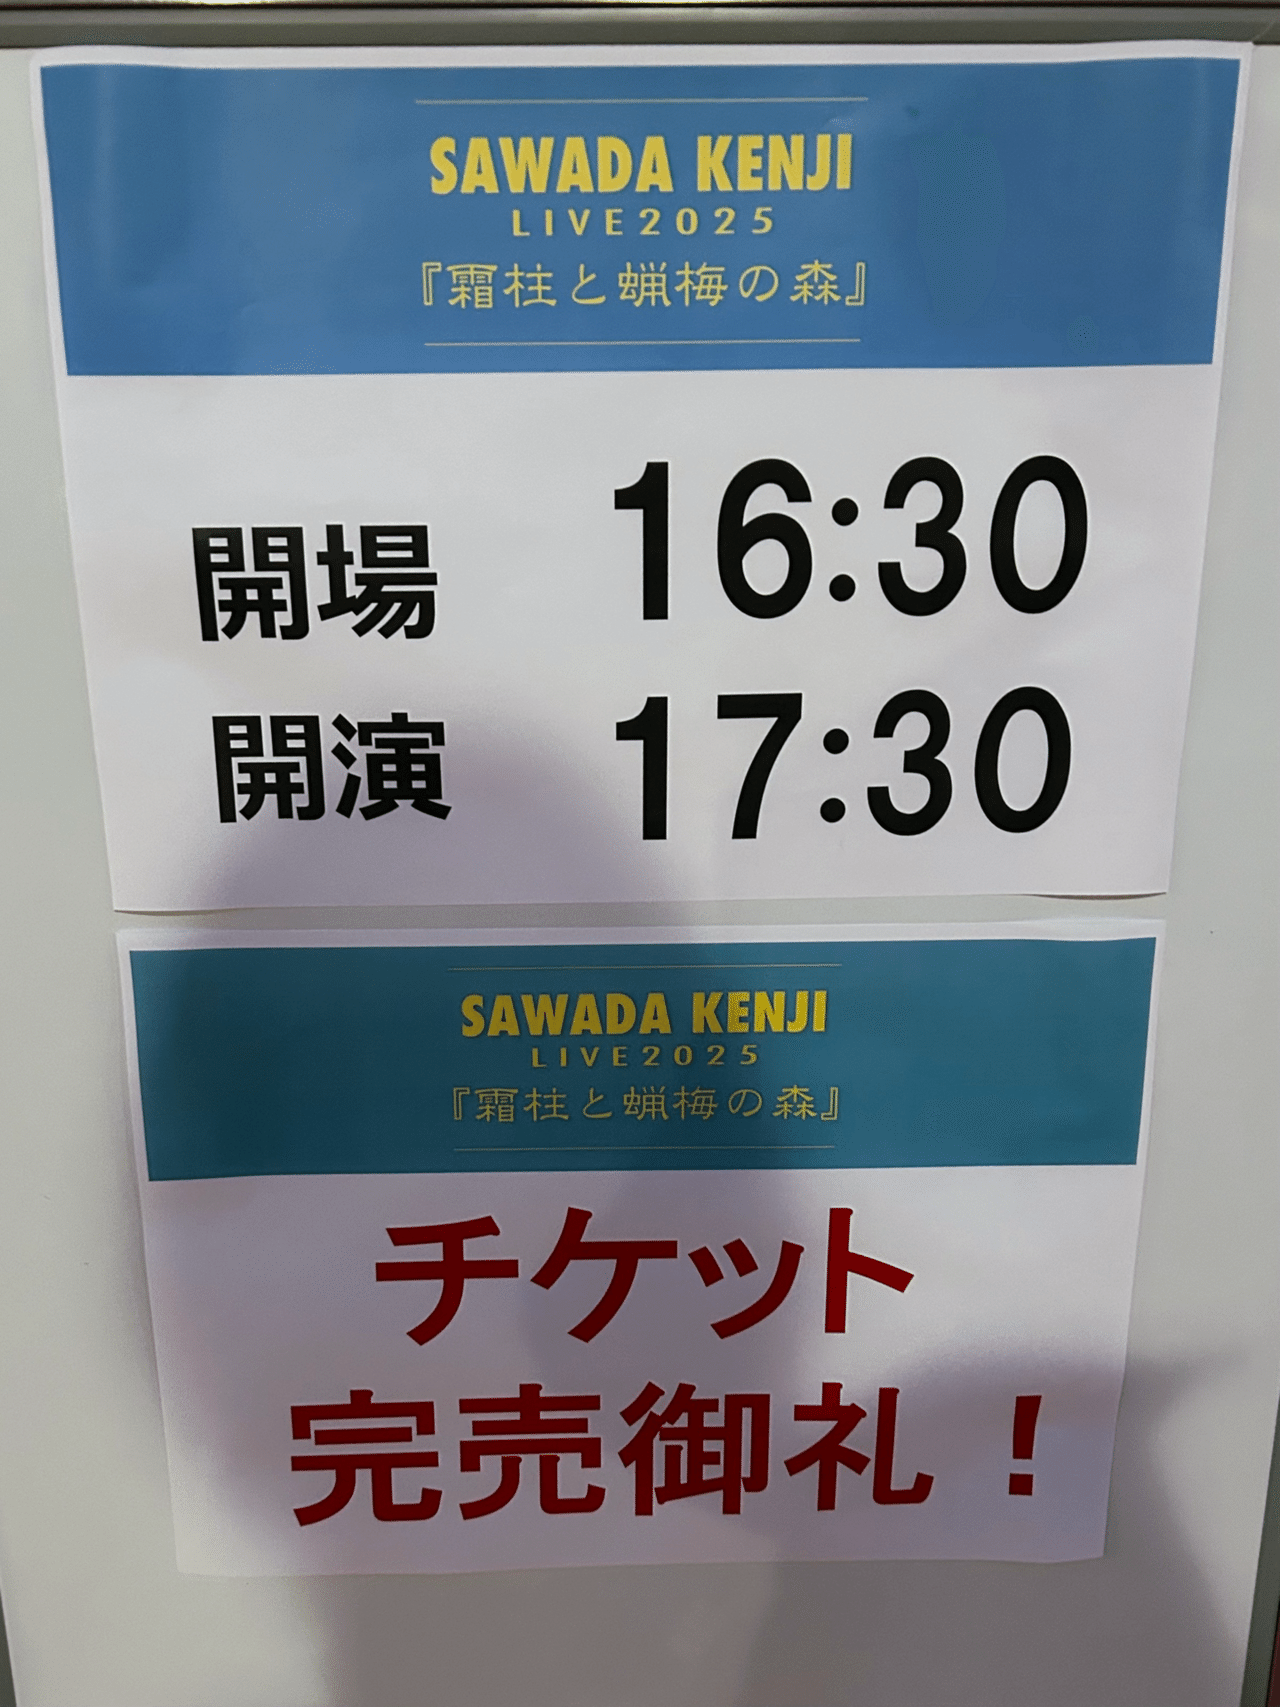 SAWADA KENJI
LIVE2025
『霜柱と蝋梅の森』
開場 16:30
開演 17:30
SAWADA KENJI
LIVE2025
『霜柱と蝋梅の森』
チケット
完売御礼！